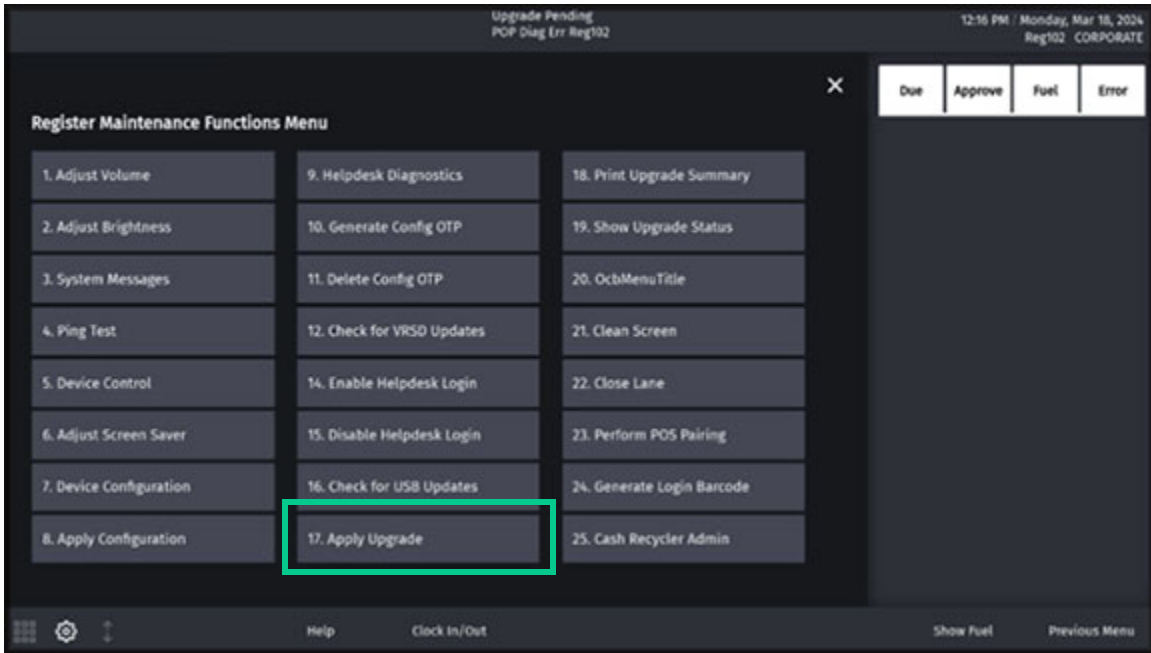 Upgrade Pending
POP Diag Err Reg102
12:16 PM / Monday, Mar 18, 2024
Reg102 CORPORATE
Due
Approve
Fuel
Error
Register Maintenance Functions Menu
1. Adjust Volume
2. Adjust Brightness
3. System Messages
4. Ping Test
5. Device Control
6. Adjust Screen Saver
7. Device Configuration
8. Apply Configuration
9. Helpdesk Diagnostics
10. Generate Config OTP
11. Delete Config OTP
12. Check for VRSD Updates
14. Enable Helpdesk Login
15. Disable Helpdesk Login
16. Check for USB Updates
17. Apply Upgrade
18. Print Upgrade Summary
19. Show Upgrade Status
20. OcbMenuTitle
21. Clean Screen
22. Close Lane
23. Perform POS Pairing
24. Generate Login Barcode
25. Cash Recycler Admin
Help
Clock In/Out
Show Fuel
Previous Menu